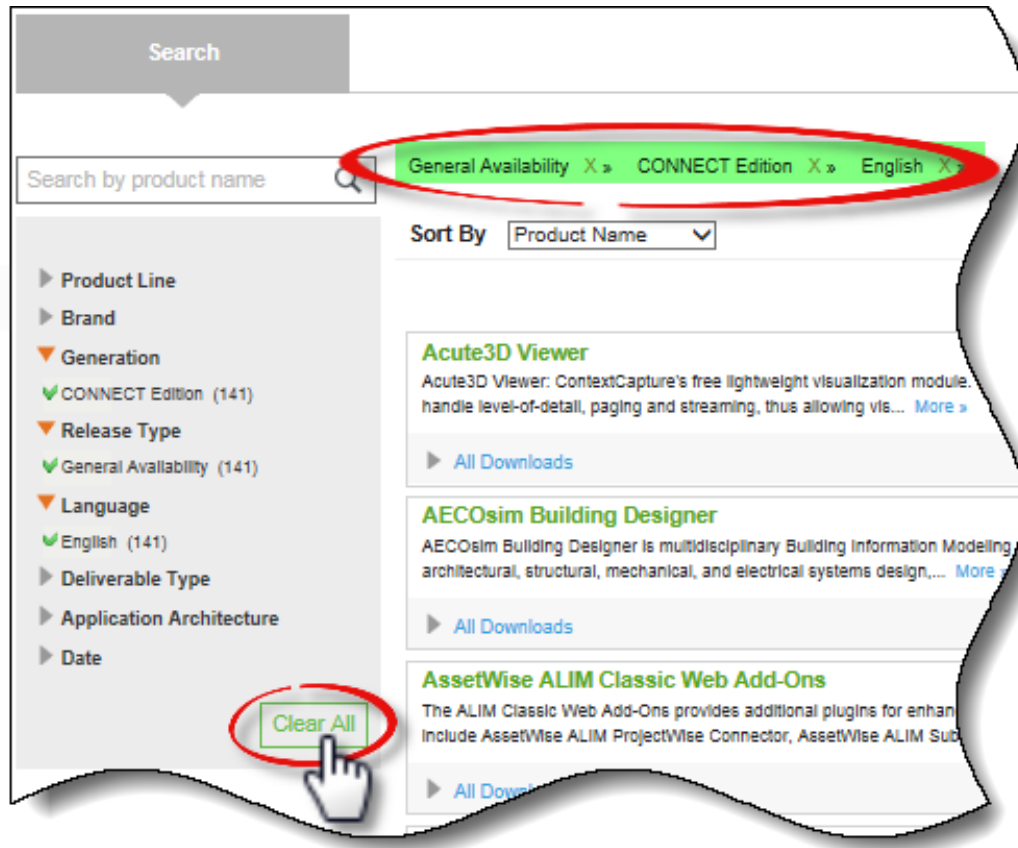 Search
Search by product name
General Availability X » CONNECT Edition X » English X »
Sort By Product Name
Product Line
Brand
Generation
CONNECT Edition (141)
Release Type
General Availability (141)
Language
English (141)
Deliverable Type
Application Architecture
Date
Clear All
Acute3D Viewer
Acute3D Viewer: ContextCapture's free lightweight visualization module.
handle level-of-detail, paging and streaming, thus allowing vis... More »
All Downloads
AECOsim Building Designer
AECOsim Building Designer is multidisciplinary Building Information Modeling
architectural, structural, mechanical, and electrical systems design,... More »
All Downloads
AssetWise ALIM Classic Web Add-Ons
The ALIM Classic Web Add-Ons provides additional plugins for enhan
include AssetWise ALIM ProjectWise Connector, AssetWise ALIM Sub
All Down